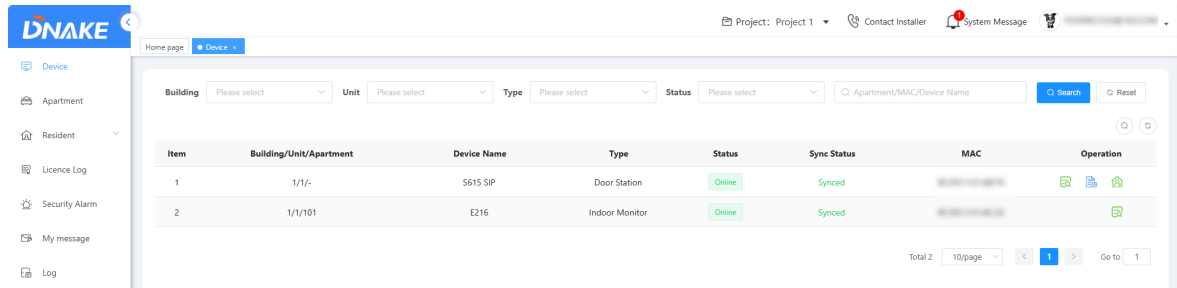 DNAKE
Project: Project 1 Contact Installer 1 System Message
Home page Device ×
Device
Apartment
Resident
Licence Log
Security Alarm
My message
Log
Building Please select Unit Please select Type Please select Status Please select Apartment/MAC/Device Name Search Reset
Item Building/Unit/Apartment Device Name Type Status Sync Status MAC Operation
1 1/1/- S615 SIP Door Station Online Synced
2 1/1/101 E216 Indoor Monitor Online Synced
Total 2 10/page < 1 > Go to 1